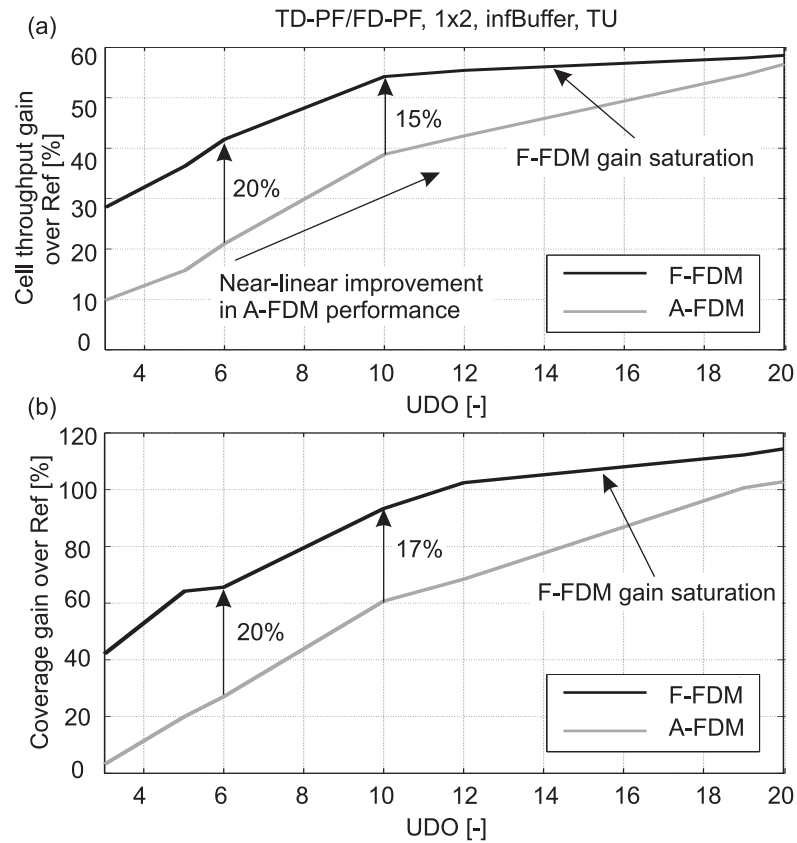 TD-PF/FD-PF, 1x2, infBuffer, TU
(a)
Cell throughput gain
over Ref [%]
60
50
40
30
20
10
0
15%
20%
F-FDM gain saturation
Near-linear improvement
in A-FDM performance
F-FDM
A-FDM
4 6 8 10 12 14 16 18 20
UDO [-]
(b)
Coverage gain over Ref [%]
120
100
80
60
40
20
0
17%
20%
F-FDM gain saturation
F-FDM
A-FDM
4 6 8 10 12 14 16 18 20
UDO [-]